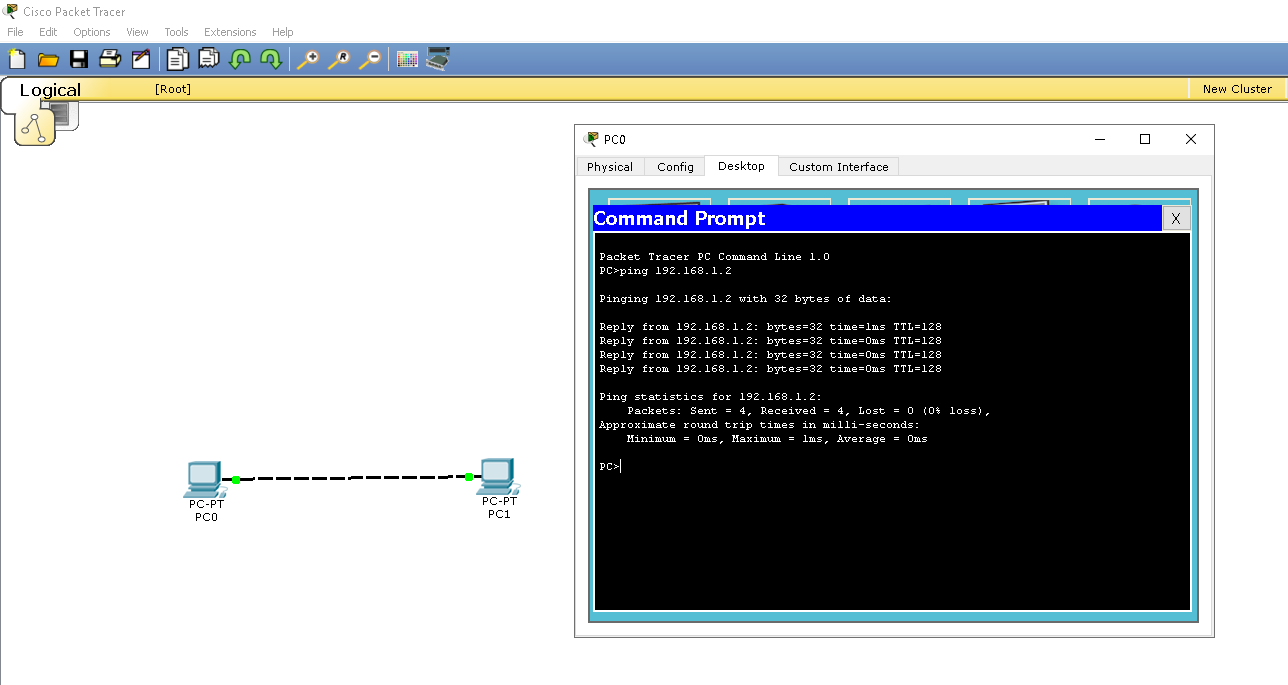 Cisco Packet Tracer
File Edit Options View Tools Extensions Help
Logical [Root] New Cluster
PC0
Physical Config Desktop Custom Interface
Command Prompt X
Packet Tracer PC Command Line 1.0
PC>ping 192.168.1.2
Pinging 192.168.1.2 with 32 bytes of data:
Reply from 192.168.1.2: bytes=32 time=1ms TTL=128
Reply from 192.168.1.2: bytes=32 time=0ms TTL=128
Reply from 192.168.1.2: bytes=32 time=0ms TTL=128
Reply from 192.168.1.2: bytes=32 time=0ms TTL=128
Ping statistics for 192.168.1.2:
Packets: Sent = 4, Received = 4, Lost = 0 (0% loss),
Approximate round trip times in milli-seconds:
Minimum = 0ms, Maximum = 1ms, Average = 0ms
PC>
PC-PT
PC0
PC-PT
PC1